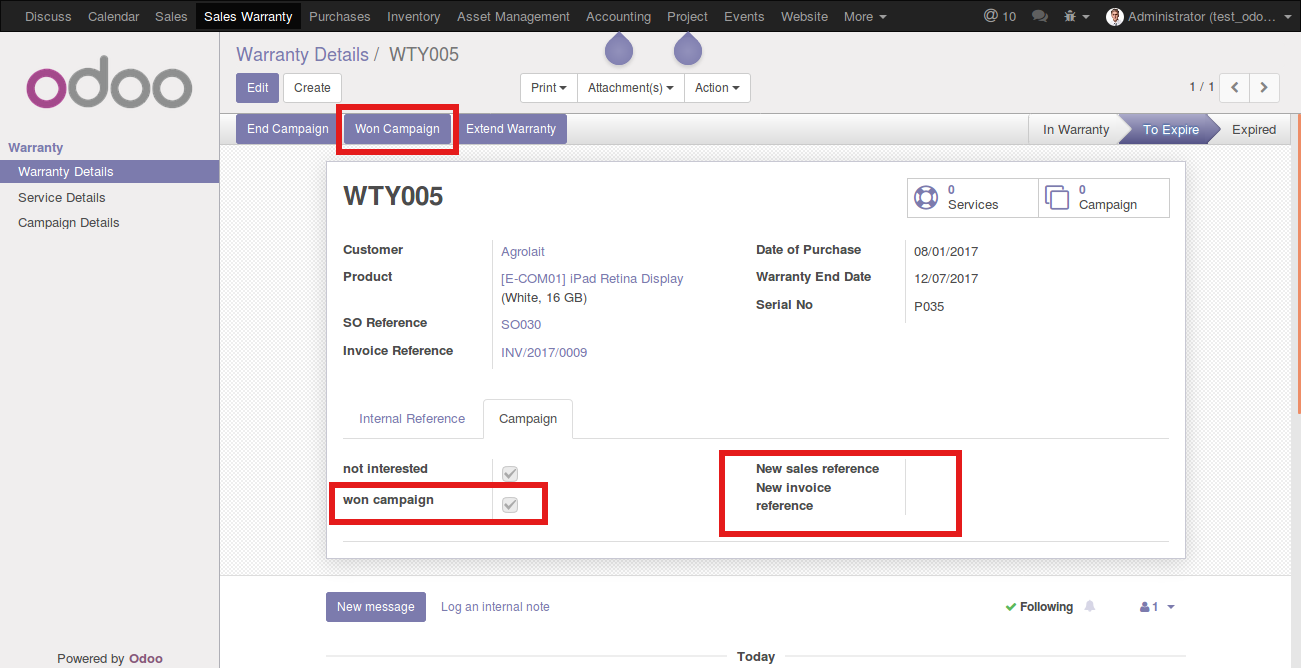 Discuss Calendar Sales Sales Warranty Purchases Inventory Asset Management Accounting Project Events Website More @ 10 Administrator (test_odo...
odoo
Warranty Details / WTY005
Edit Create Print Attachment(s) Action 1 / 1
End Campaign Won Campaign Extend Warranty In Warranty To Expire Expired
Warranty
Warranty Details
Service Details
Campaign Details
WTY005
0 Services
0 Campaign
Customer Agrolait
Product [E-COM01] iPad Retina Display
(White, 16 GB)
SO Reference SO030
Invoice Reference INV/2017/0009
Date of Purchase 08/01/2017
Warranty End Date 12/07/2017
Serial No P035
Internal Reference Campaign
not interested
won campaign
New sales reference
New invoice
reference
New message Log an internal note Following 1
Today
Powered by Odoo